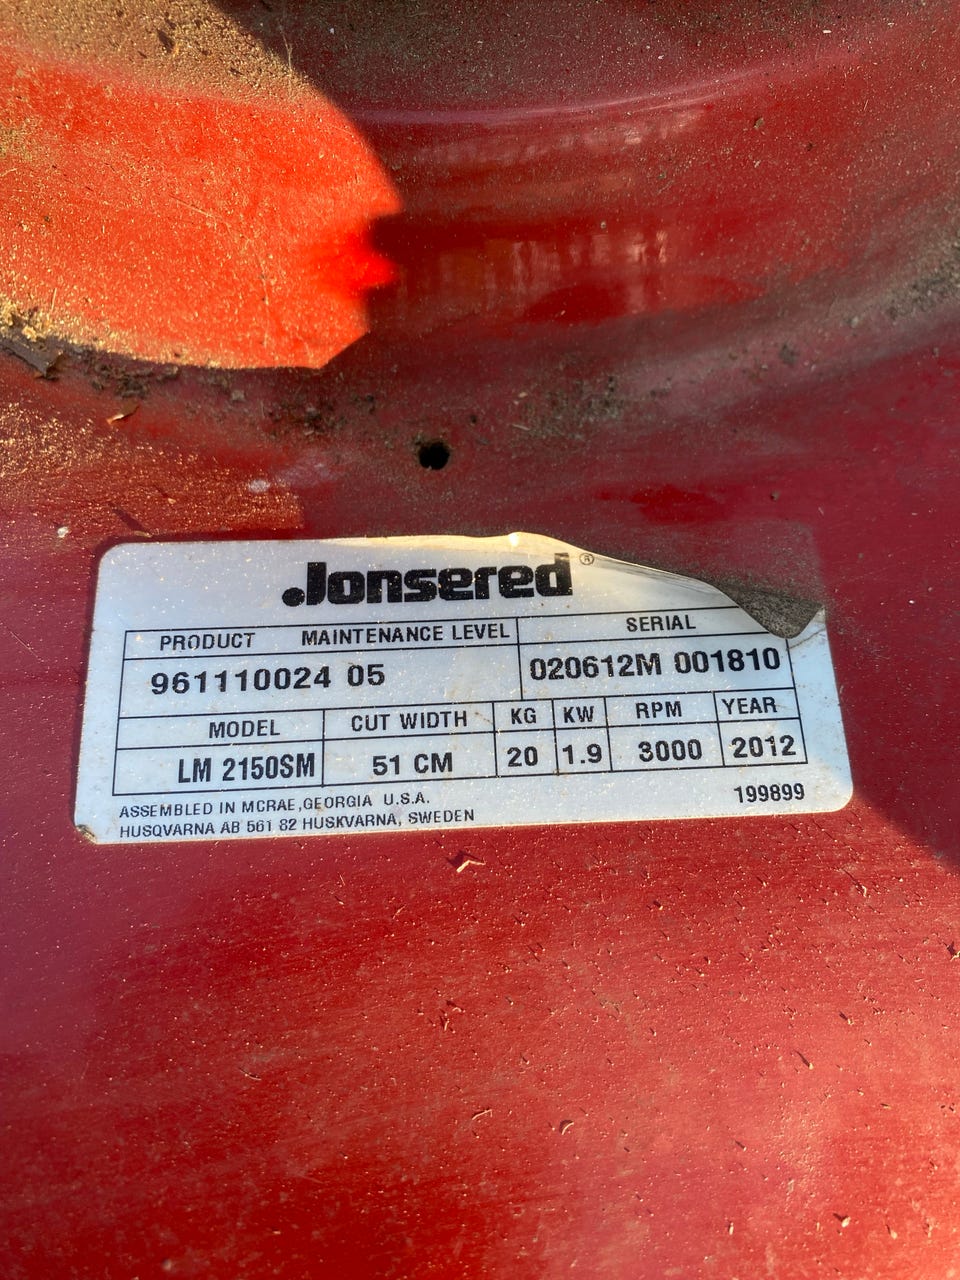 Jonsered®
PRODUCT MAINTENANCE LEVEL SERIAL
961110024 05 020612M 001810
MODEL CUT WIDTH KG KW RPM YEAR
LM 2150SM 51 CM 20 1.9 3000 2012
ASSEMBLED IN MCRAE,GEORGIA U.S.A. 199899
HUSQVARNA AB 561 82 HUSKVARNA, SWEDEN